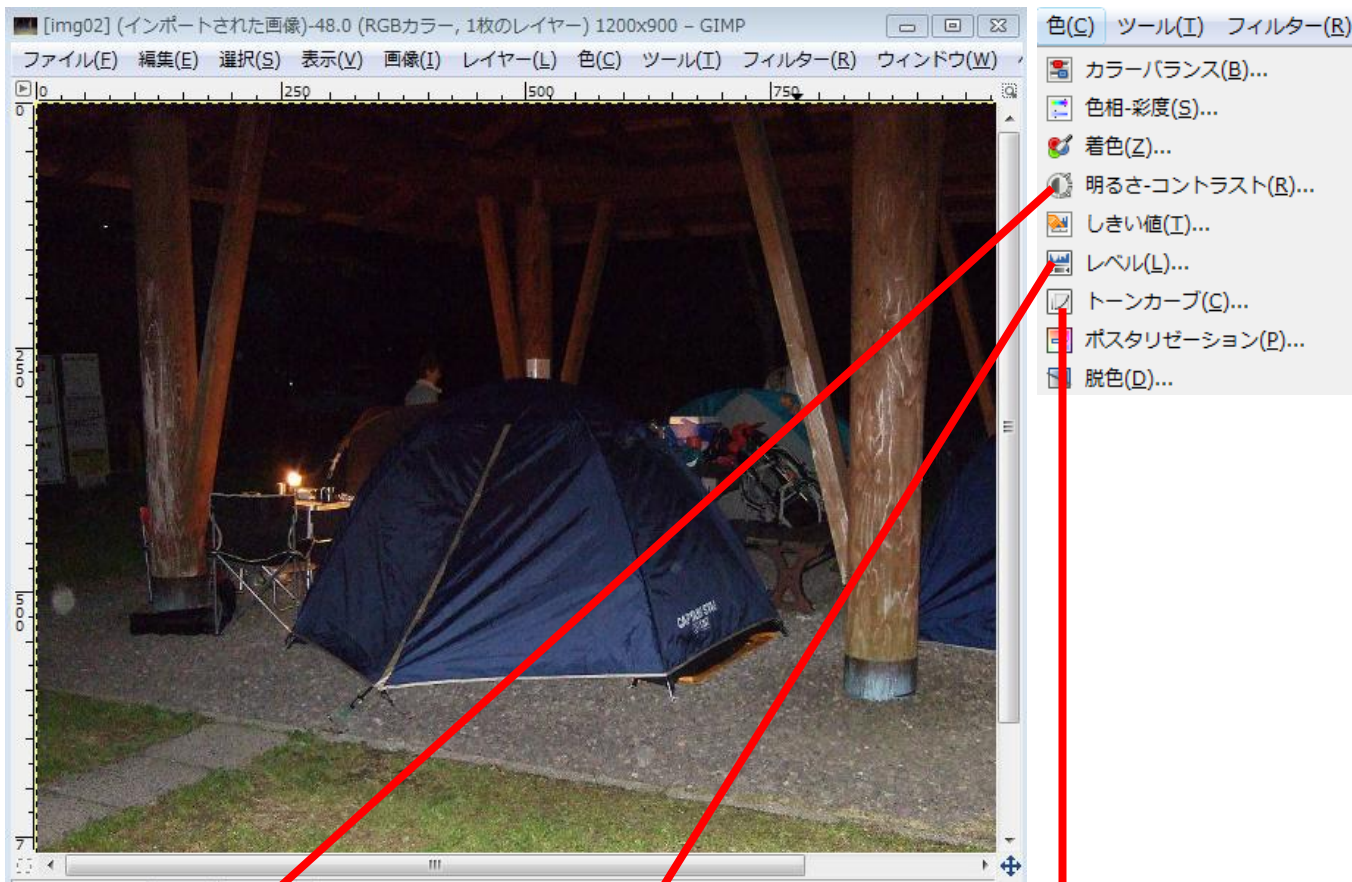 [img02] (インポートされた画像)-48.0 (RGBカラー, 1枚のレイヤー) 1200x900 – GIMP
ファイル(F) 編集(E) 選択(S) 表示(V) 画像(I) レイヤー(L) 色(C) ツール(T) フィルター(R) ウィンドウ(W)
0 250 500 750
0
250
500
7
CAPTAIN STAG
色(C) ツール(T) フィルター(R)
カラーバランス(B)...
色相-彩度(S)...
着色(Z)...
明るさ-コントラスト(R)...
しきい値(T)...
レベル(L)...
トーンカーブ(C)...
ポスタリゼーション(P)...
脱色(D)...